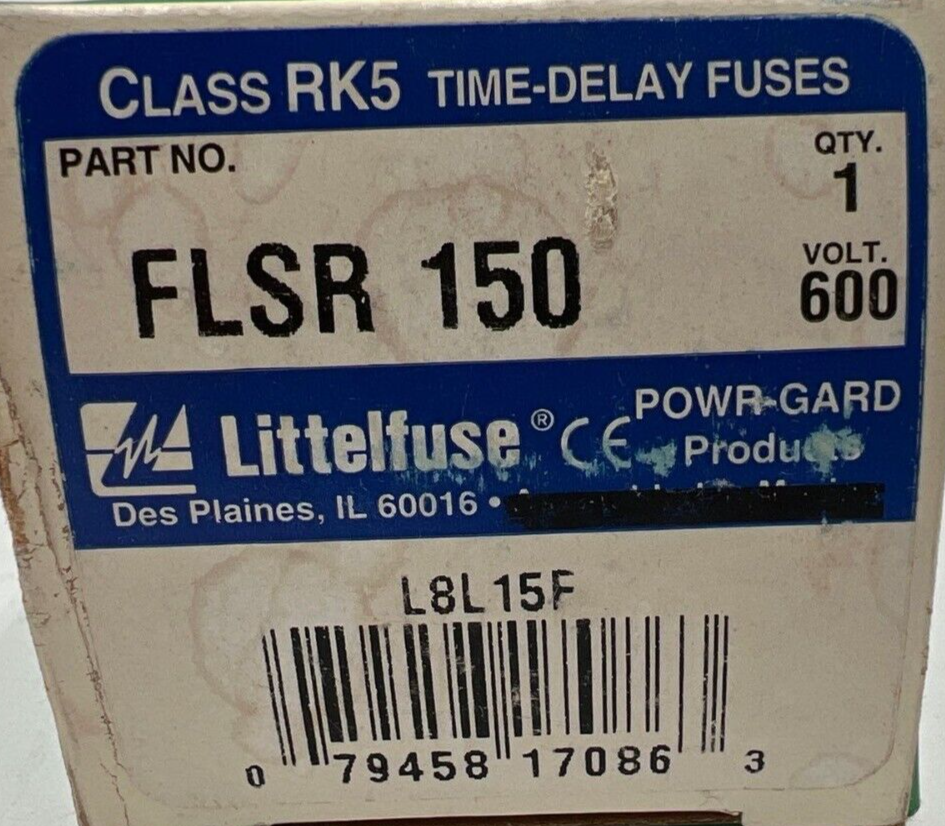 CLASS RK5 TIME-DELAY FUSES
PART NO.
QTY.
1
FLSR 150
VOLT.
600
Littelfuse® CE
POWR-GARD
Products
Des Plaines, IL 60016 •
L8L15F
0 79458 17086 3